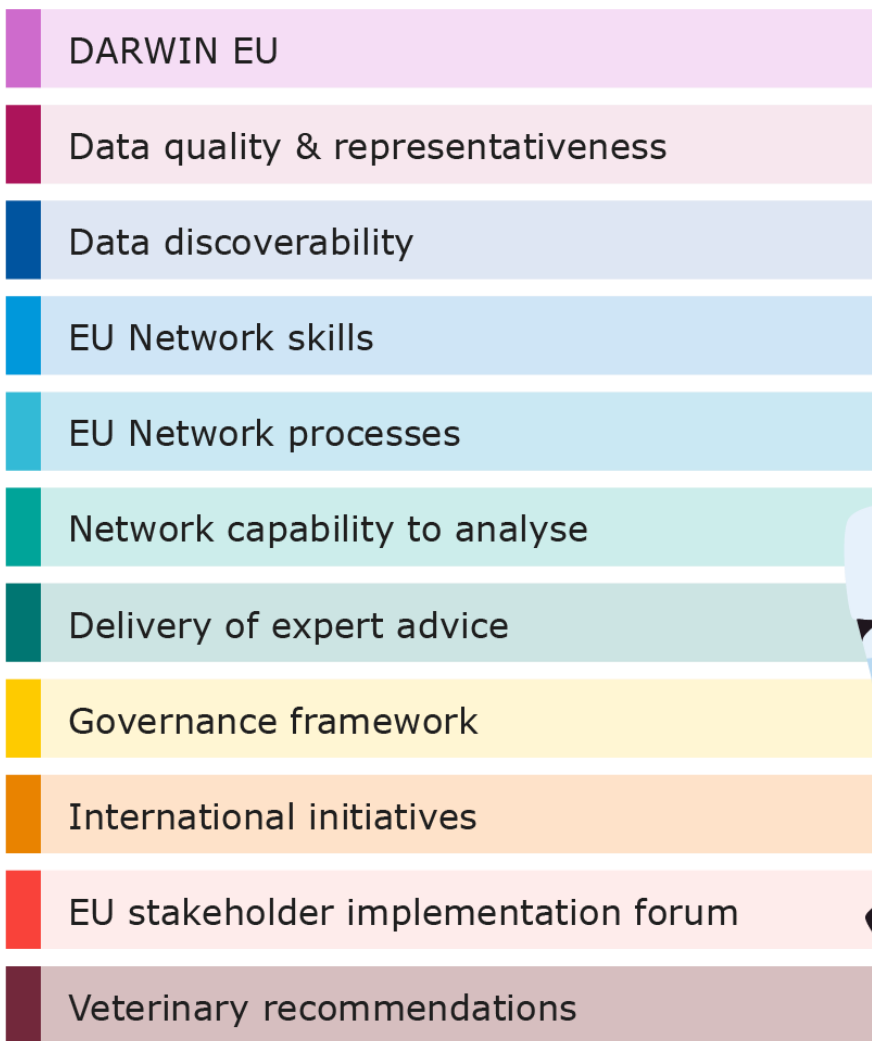 DARWIN EU
Data quality & representativeness
Data discoverability
EU Network skills
EU Network processes
Network capability to analyse
Delivery of expert advice
Governance framework
International initiatives
EU stakeholder implementation forum
Veterinary recommendations